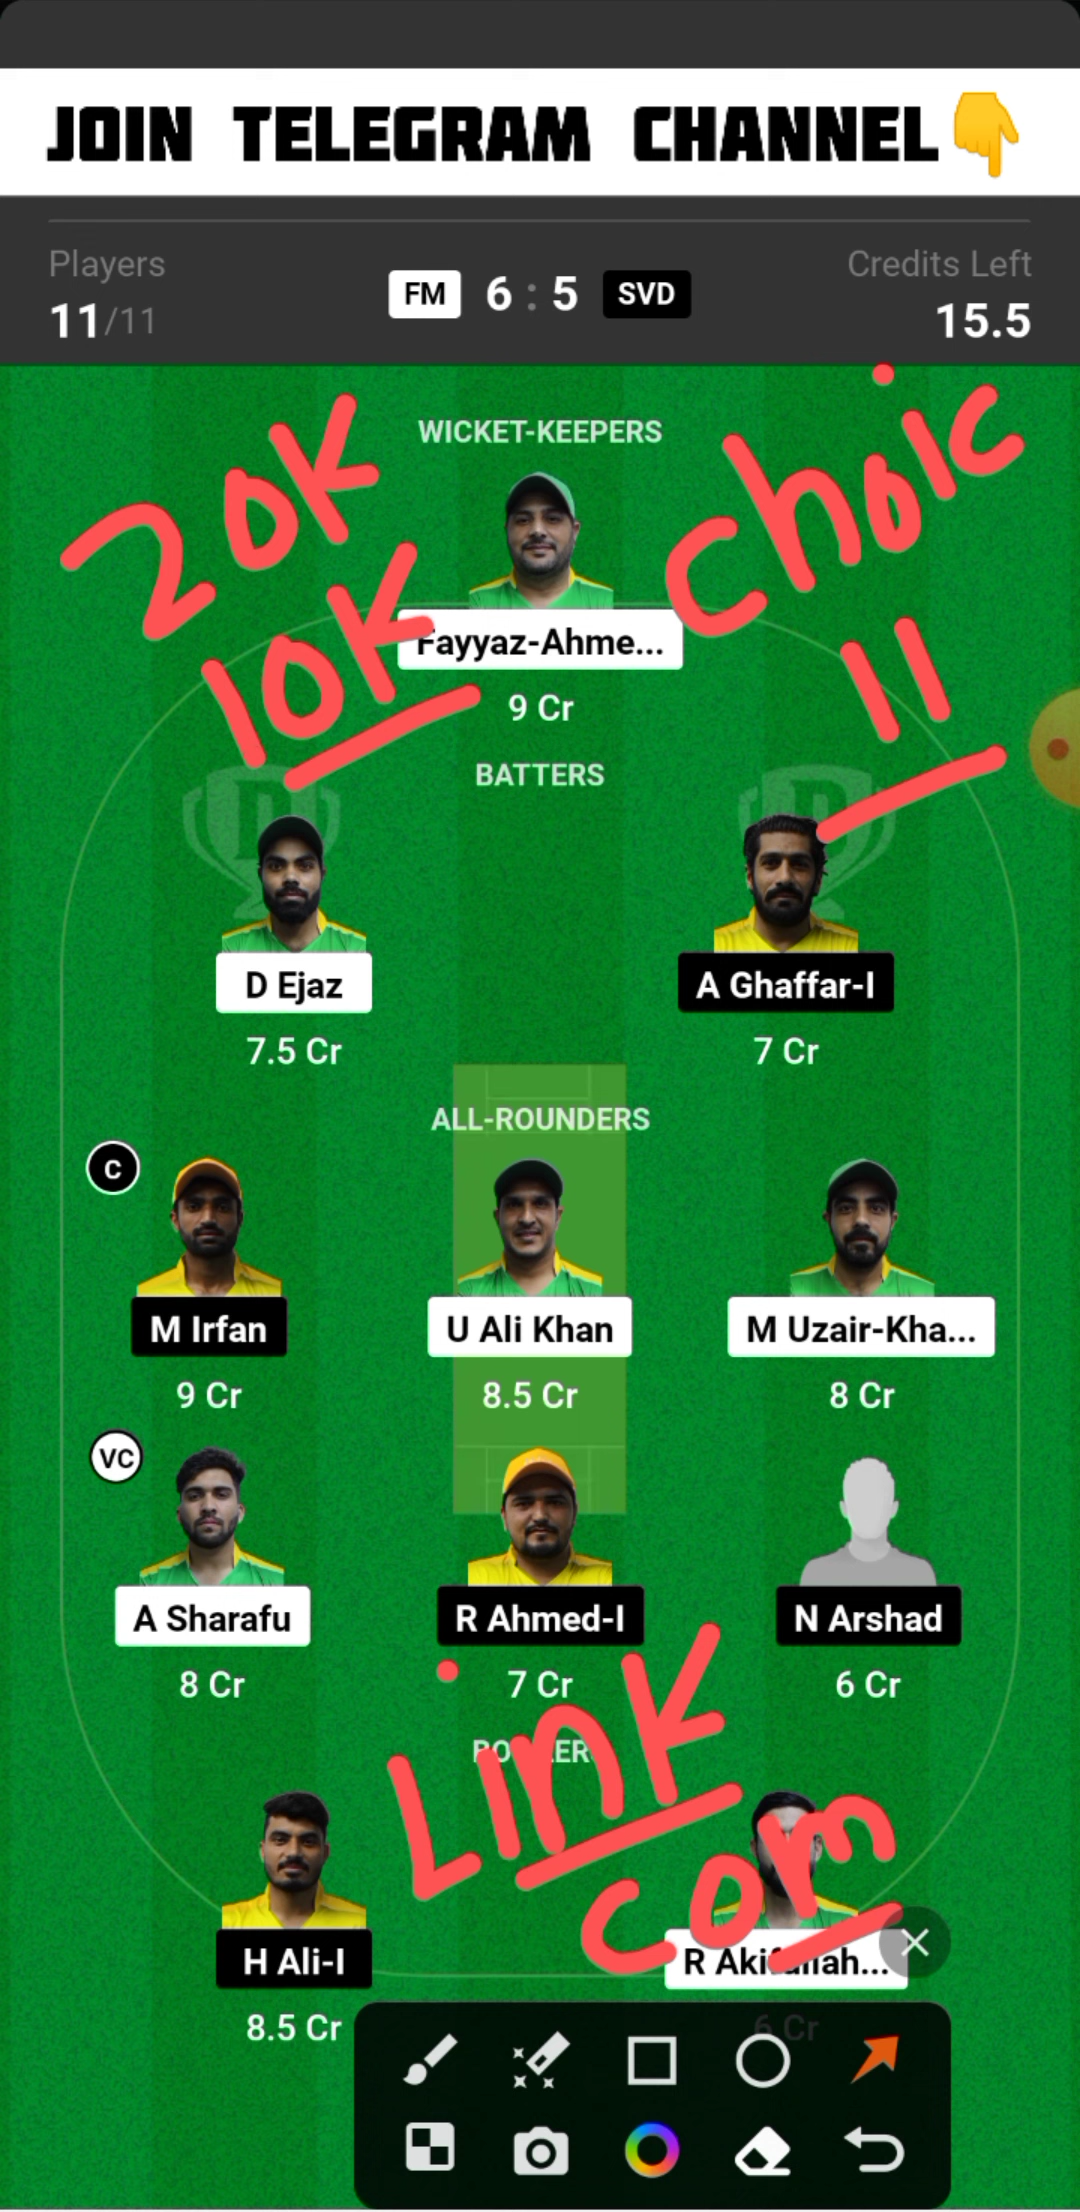 JOIN TELEGRAM CHANNEL👇
Players
Credits Left
11/11
FM 6 : 5 SVD
15.5
WICKET-KEEPERS
20K
10K
Choic
11
Fayyaz-Ahme...
9 Cr
BATTERS
D Ejaz
A Ghaffar-I
7.5 Cr
7 Cr
ALL-ROUNDERS
C
M Irfan
U Ali Khan
M Uzair-Kha...
9 Cr
8.5 Cr
8 Cr
VC
A Sharafu
R Ahmed-I
N Arshad
8 Cr
7 Cr
6 Cr
Link
com
H Ali-I
R Akifullah...
8.5 Cr
6 Cr